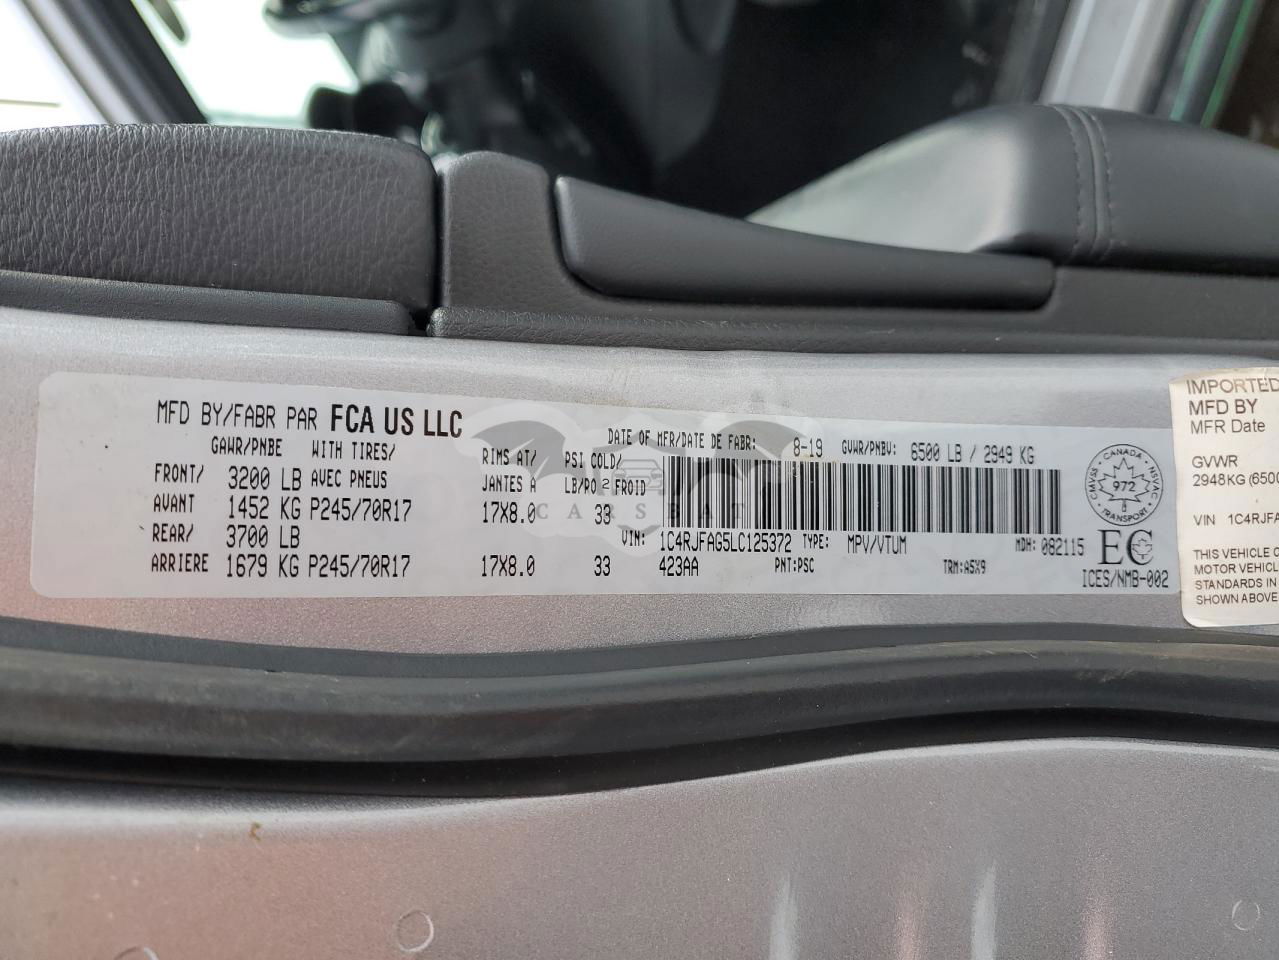 MFD BY/FABR PAR FCA US LLC
DATE OF MFR/DATE DE FABR: 8-19 GVWR/PNBV: 6500 LB / 2949 KG
GAWR/PNBE WITH TIRES/ RIMS AT/ PSI COLD/
FRONT/ 3200 LB AVEC PNEUS JANTES A LB/PO 2 FROID
AVANT 1452 KG P245/70R17 17X8.0 33
REAR/ 3700 LB
VIN: 1C4RJFAG5LC125372 TYPE: MPV/VTUM MDH: 082115
ARRIERE 1679 KG P245/70R17 17X8.0 33 423AA PNT:PSC TRM:A5X9
CARSBAT
CMVSS · CANADA · NSVAC
972
TRANSPORT
EC
ICES/NMB-002
IMPORTED
MFD BY
MFR Date
GVWR
2948KG (6500
VIN 1C4RJFA
THIS VEHICLE
MOTOR VEHICL
STANDARDS IN
SHOWN ABOVE